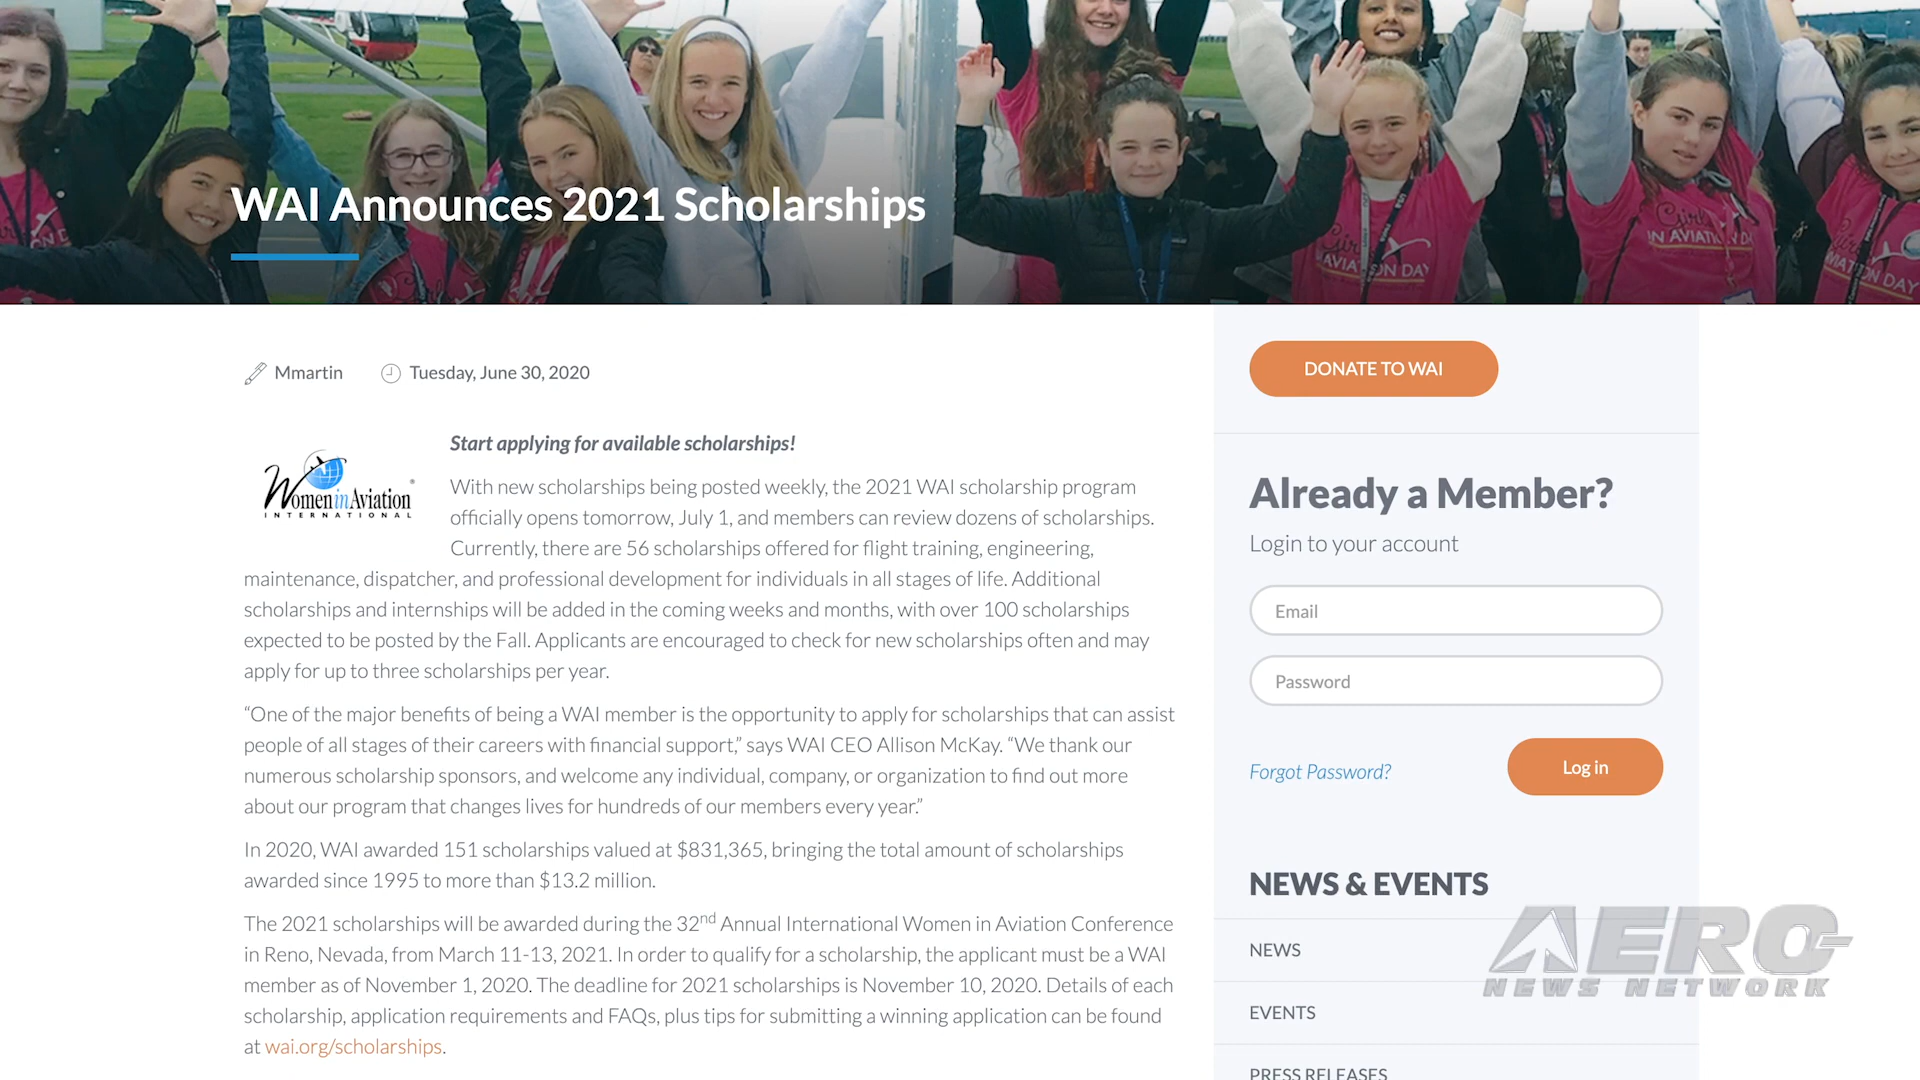 WAI Announces 2021 Scholarships
Girls
IN AVIATION DAY
AVIATION DAY
AVIATION DAY
Mmartin
Tuesday, June 30, 2020
Women in Aviation
INTERNATIONAL
Start applying for available scholarships!
With new scholarships being posted weekly, the 2021 WAI scholarship program
officially opens tomorrow, July 1, and members can review dozens of scholarships.
Currently, there are 56 scholarships offered for flight training, engineering,
maintenance, dispatcher, and professional development for individuals in all stages of life. Additional
scholarships and internships will be added in the coming weeks and months, with over 100 scholarships
expected to be posted by the Fall. Applicants are encouraged to check for new scholarships often and may
apply for up to three scholarships per year.
“One of the major benefits of being a WAI member is the opportunity to apply for scholarships that can assist
people of all stages of their careers with financial support,” says WAI CEO Allison McKay. “We thank our
numerous scholarship sponsors, and welcome any individual, company, or organization to find out more
about our program that changes lives for hundreds of our members every year.”
In 2020, WAI awarded 151 scholarships valued at $831,365, bringing the total amount of scholarships
awarded since 1995 to more than $13.2 million.
The 2021 scholarships will be awarded during the 32nd Annual International Women in Aviation Conference
in Reno, Nevada, from March 11-13, 2021. In order to qualify for a scholarship, the applicant must be a WAI
member as of November 1, 2020. The deadline for 2021 scholarships is November 10, 2020. Details of each
scholarship, application requirements and FAQs, plus tips for submitting a winning application can be found
at wai.org/scholarships.
DONATE TO WAI
Already a Member?
Login to your account
Email
Password
Forgot Password?
Log in
NEWS & EVENTS
NEWS
EVENTS
PRESS RELEASES
AERO-
NEWS NETWORK